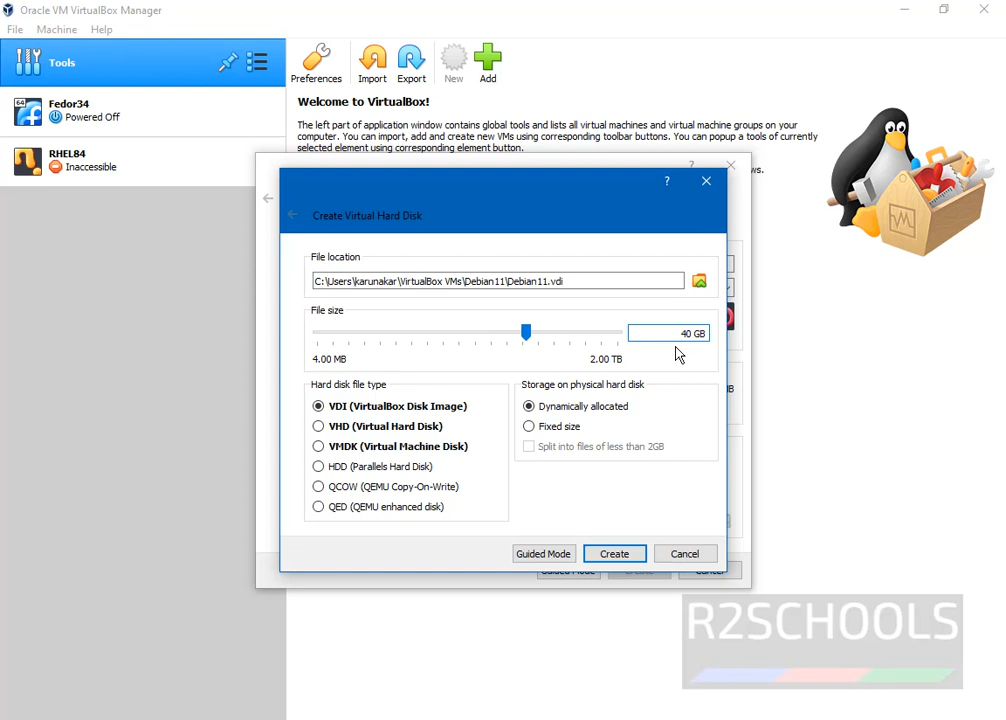 Oracle VM VirtualBox Manager
File Machine Help
Tools
Preferences Import Export New Add
64 Fedor34
Powered Off
RHEL84
Inaccessible
Welcome to VirtualBox!
The left part of application window contains global tools and lists all virtual machines and virtual machine groups on your
computer. You can import, add and create new VMs using corresponding toolbar buttons. You can popup a tools of currently
selected element using corresponding element button.
? ws.
?
Create Virtual Hard Disk
File location
C:\Users\karunakar\VirtualBox VMs\Debian11\Debian11.vdi
File size
40 GB
4.00 MB 2.00 TB
Hard disk file type
VDI (VirtualBox Disk Image)
VHD (Virtual Hard Disk)
VMDK (Virtual Machine Disk)
HDD (Parallels Hard Disk)
QCOW (QEMU Copy-On-Write)
QED (QEMU enhanced disk)
Storage on physical hard disk
Dynamically allocated
Fixed size
Split into files of less than 2GB
Guided Mode Create Cancel
R2SCHOOLS